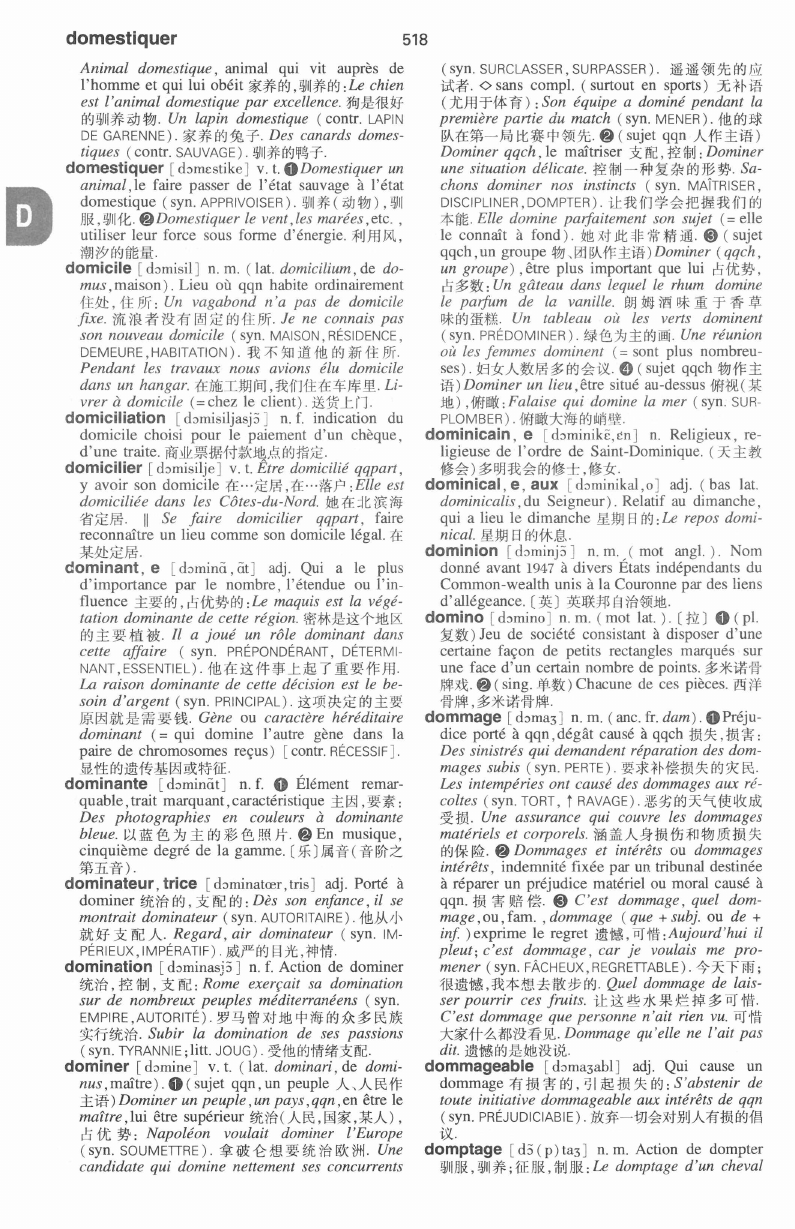 domestiquer
518
Animal domestique, animal qui vit auprès de
l'homme et qui lui obéit 家养的,驯养的:Le chien
est l'animal domestique par excellence. 狗是很好
的驯养动物. Un lapin domestique (contr. LAPIN
DE GARENNE). 家养的兔子. Des canards domes-
tiques (contr. SAUVAGE). 驯养的鸭子.
domestiquer [dɔmɛstike] v. t. ❶ Domestiquer un
animal,le faire passer de l'état sauvage à l'état
domestique (syn. APPRIVOISER). 驯养(动物),驯
服,驯化. ❷ Domestiquer le vent,les marées,etc.,
utiliser leur force sous forme d'énergie. 利用风,
潮汐的能量.
domicile [dɔmisil] n. m. (lat. domicilium,de do-
mus,maison). Lieu où qqn habite ordinairement
住处,住所: Un vagabond n'a pas de domicile
fixe. 流浪者没有固定的住所. Je ne connais pas
son nouveau domicile (syn. MAISON,RÉSIDENCE,
DEMEURE,HABITATION). 我不知道他的新住所.
Pendant les travaux nous avions élu domicile
dans un hangar. 在施工期间,我们住在车库里. Li-
vrer à domicile (=chez le client). 送货上门.
domiciliation [dɔmisiljasjɔ̃] n. f. indication du
domicile choisi pour le paiement d'un chèque,
d'une traite. 商业票据付款地点的指定.
domicilier [dɔmisilje] v. t. Être domicilié qqpart,
y avoir son domicile 在…定居,在…落户:Elle est
domiciliée dans les Côtes-du-Nord. 她在北滨海
省定居. ‖ Se faire domicilier qqpart, faire
reconnaître un lieu comme son domicile légal. 在
某处定居.
dominant, e [dɔminɑ̃,ɑ̃t] adj. Qui a le plus
d'importance par le nombre, l'étendue ou l'in-
fluence 主要的,占优势的:Le maquis est la végé-
tation dominante de cette région. 密林是这个地区
的主要植被. Il a joué un rôle dominant dans
cette affaire ( syn. PRÉPONDÉRANT, DÉTERMI-
NANT,ESSENTIEL). 他在这件事上起了重要作用.
La raison dominante de cette décision est le be-
soin d'argent (syn. PRINCIPAL). 这项决定的主要
原因就是需要钱. Gène ou caractère héréditaire
dominant (= qui domine l'autre gène dans la
paire de chromosomes reçus) [contr. RÉCESSIF].
显性的遗传基因或特征.
dominante [dɔminɑ̃t] n. f. ❶ Élément remar-
quable,trait marquant,caractéristique 主因,要素:
Des photographies en couleurs à dominante
bleue. 以蓝色为主的彩色照片. ❷ En musique,
cinquième degré de la gamme. 〔乐〕属音(音阶之
第五音).
dominateur, trice [dɔminatœr,tris] adj. Porté à
dominer 统治的,支配的: Dès son enfance, il se
montrait dominateur (syn. AUTORITAIRE). 他从小
就好支配人. Regard, air dominateur (syn. IM-
PÉRIEUX,IMPÉRATIF). 威严的目光,神情.
domination [dɔminasjɔ̃] n. f. Action de dominer
统治,控制,支配: Rome exerçait sa domination
sur de nombreux peuples méditerranéens (syn.
EMPIRE,AUTORITÉ). 罗马曾对地中海的众多民族
实行统治. Subir la domination de ses passions
(syn. TYRANNIE;litt. JOUG). 受他的情绪支配.
dominer [dɔmine] v. t. ( lat. dominari, de domi-
nus,maître). ❶ (sujet qqn,un peuple 人、人民作
主语) Dominer un peuple,un pays,qqn,en être le
maître,lui être supérieur 统治(人民,国家,某人),
占优势: Napoléon voulait dominer l'Europe
(syn. SOUMETTRE). 拿破仑想要统治欧洲. Une
candidate qui domine nettement ses concurrents
(syn. SURCLASSER,SURPASSER). 遥遥领先的应
试者. ◇ sans compl. (surtout en sports) 无补语
(尤用于体育):Son équipe a dominé pendant la
première partie du match (syn. MENER). 他的球
队在第一局比赛中领先. ❷ (sujet qqn 人作主语)
Dominer qqch,le maîtriser 支配,控制:Dominer
une situation délicate. 控制一种复杂的形势. Sa-
chons dominer nos instincts (syn. MAÎTRISER,
DISCIPLINER,DOMPTER). 让我们学会把握我们的
本能. Elle domine parfaitement son sujet (= elle
le connaît à fond). 她对此非常精通. ❸ ( sujet
qqch,un groupe 物、团队作主语) Dominer (qqch,
un groupe),être plus important que lui 占优势,
占多数:Un gâteau dans lequel le rhum domine
le parfum de la vanille. 朗姆酒味重于香草
味的蛋糕. Un tableau où les verts dominent
(syn. PRÉDOMINER). 绿色为主的画. Une réunion
où les femmes dominent (= sont plus nombreu-
ses). 妇女人数居多的会议. ❹ (sujet qqch 物作主
语) Dominer un lieu,être situé au-dessus 俯视(某
地),俯瞰:Falaise qui domine la mer (syn. SUR-
PLOMBER). 俯瞰大海的峭壁.
dominicain, e [dɔminikɛ̃,ɛn] n. Religieux, re-
ligieuse de l'ordre de Saint-Dominique. (天主教
修会)多明我会的修士,修女.
dominical, e, aux [dɔminikal,o] adj. ( bas lat.
dominicalis,du Seigneur). Relatif au dimanche,
qui a lieu le dimanche 星期日的:Le repos domi-
nical. 星期日的休息.
dominion [dɔminjɔ̃] n. m. ( mot angl. ). Nom
donné avant 1947 à divers États indépendants du
Common-wealth unis à la Couronne par des liens
d'allégeance. 〔英〕英联邦自治领地.
domino [dɔmino] n. m. (mot lat.). 〔拉〕❶ (pl.
复数) Jeu de société consistant à disposer d'une
certaine façon de petits rectangles marqués sur
une face d'un certain nombre de points. 多米诺骨
牌戏. ❷ (sing. 单数) Chacune de ces pièces. 西洋
骨牌,多米诺骨牌.
dommage [dɔmaʒ] n. m. (anc. fr. dam). ❶ Préju-
dice porté à qqn,dégât causé à qqch 损失,损害:
Des sinistrés qui demandent réparation des dom-
mages subis (syn. PERTE). 要求补偿损失的灾民.
Les intempéries ont causé des dommages aux ré-
coltes (syn. TORT, ↑ RAVAGE). 恶劣的天气使收成
受损. Une assurance qui couvre les dommages
matériels et corporels. 涵盖人身损伤和物质损失
的保险. ❷ Dommages et intérêts ou dommages
intérêts, indemnité fixée par un tribunal destinée
à réparer un préjudice matériel ou moral causé à
qqn. 损害赔偿. ❸ C'est dommage, quel dom-
mage,ou,fam., dommage (que + subj. ou de +
inf. ) exprime le regret 遗憾,可惜:Aujourd'hui il
pleut; c'est dommage, car je voulais me pro-
mener (syn. FÂCHEUX,REGRETTABLE). 今天下雨;
很遗憾,我本想去散步的. Quel dommage de lais-
ser pourrir ces fruits. 让这些水果烂掉多可惜.
C'est dommage que personne n'ait rien vu. 可惜
大家什么都没看见. Dommage qu'elle ne l'ait pas
dit. 遗憾的是她没说.
dommageable [dɔmaʒabl] adj. Qui cause un
dommage 有损害的,引起损失的: S'abstenir de
toute initiative dommageable aux intérêts de qqn
(syn. PRÉJUDICIABIE). 放弃一切会对别人有损的倡
议.
domptage [dɔ̃(p)taʒ] n. m. Action de dompter
驯服,驯养;征服,制服:Le domptage d'un cheval
D